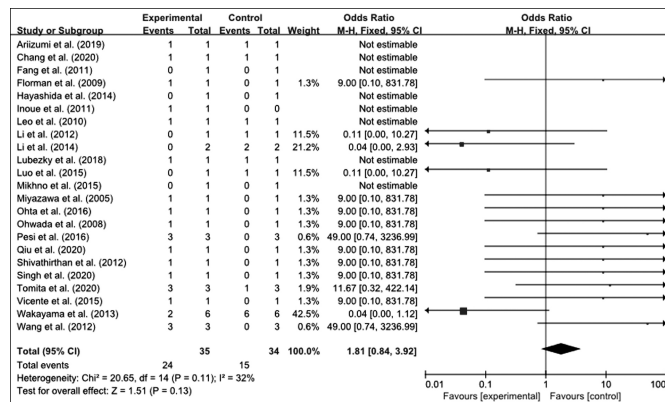 Experimental Control Odds Ratio Odds Ratio
Study or Subgroup Events Total Events Total Weight M-H, Fixed, 95% CI M-H, Fixed, 95% CI
Ariizumi et al. (2019) 1 1 1 1 Not estimable
Chang et al. (2020) 1 1 1 1 Not estimable
Fang et al. (2011) 0 1 0 1 Not estimable
Florman et al. (2009) 1 1 0 1 1.3% 9.00 [0.10, 831.78]
Hayashida et al. (2014) 0 1 0 1 Not estimable
Inoue et al. (2011) 1 1 0 0 Not estimable
Leo et al. (2010) 1 1 1 1 Not estimable
Li et al. (2012) 0 1 1 1 11.5% 0.11 [0.00, 10.27]
Li et al. (2014) 0 2 2 2 21.2% 0.04 [0.00, 2.93]
Lubezky et al. (2018) 1 1 1 1 Not estimable
Luo et al. (2015) 0 1 1 1 11.5% 0.11 [0.00, 10.27]
Mikhno et al. (2015) 0 1 0 1 Not estimable
Miyazawa et al. (2005) 1 1 0 1 1.3% 9.00 [0.10, 831.78]
Ohta et al. (2016) 1 1 0 1 1.3% 9.00 [0.10, 831.78]
Ohwada et al. (2008) 1 1 0 1 1.3% 9.00 [0.10, 831.78]
Pesi et al. (2016) 3 3 0 3 0.6% 49.00 [0.74, 3236.99]
Qiu et al. (2020) 1 1 0 1 1.3% 9.00 [0.10, 831.78]
Shivathirthan et al. (2012) 1 1 0 1 1.3% 9.00 [0.10, 831.78]
Singh et al. (2020) 1 1 0 1 1.3% 9.00 [0.10, 831.78]
Tomita et al. (2020) 3 3 1 3 1.9% 11.67 [0.32, 422.14]
Vicente et al. (2015) 1 1 0 1 1.3% 9.00 [0.10, 831.78]
Wakayama et al. (2013) 2 6 6 6 42.5% 0.04 [0.00, 1.12]
Wang et al. (2012) 3 3 0 3 0.6% 49.00 [0.74, 3236.99]
Total (95% CI) 35 34 100.0% 1.81 [0.84, 3.92]
Total events 24 15
Heterogeneity: Chi² = 20.65, df = 14 (P = 0.11); I² = 32%
Test for overall effect: Z = 1.51 (P = 0.13)
0.01 0.1 1 10 100
Favours [experimental] Favours [control]